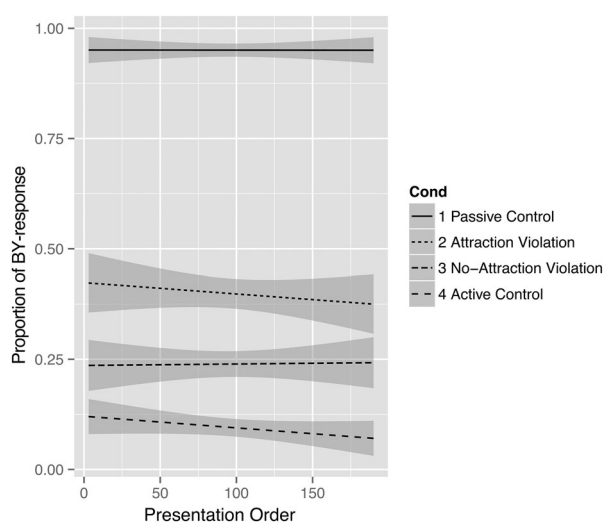 1.00
0.75
0.50
0.25
0.00
Proportion of BY-response
0 50 100 150
Presentation Order
Cond
1 Passive Control
2 Attraction Violation
3 No-Attraction Violation
4 Active Control